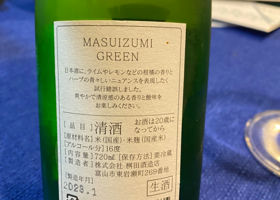 MASUIZUMI
GREEN
日本酒に、ライムやレモンなどの柑橘の香りと
ハーブの青々しいニュアンスを表現したく
試行錯誤しました。
爽やかで清涼感のある香りと酸味を
お楽しみください。
[品目]清酒 お酒は20歳に
なってから
[原材料名]米(国産)・米麹(国産米)
[アルコール分]16度
[内容量]720ml [保存方法]要冷蔵
[製造者]株式会社 桝田酒造店
富山市東岩瀬町269番地
[製造年月]
2023.1
生酒